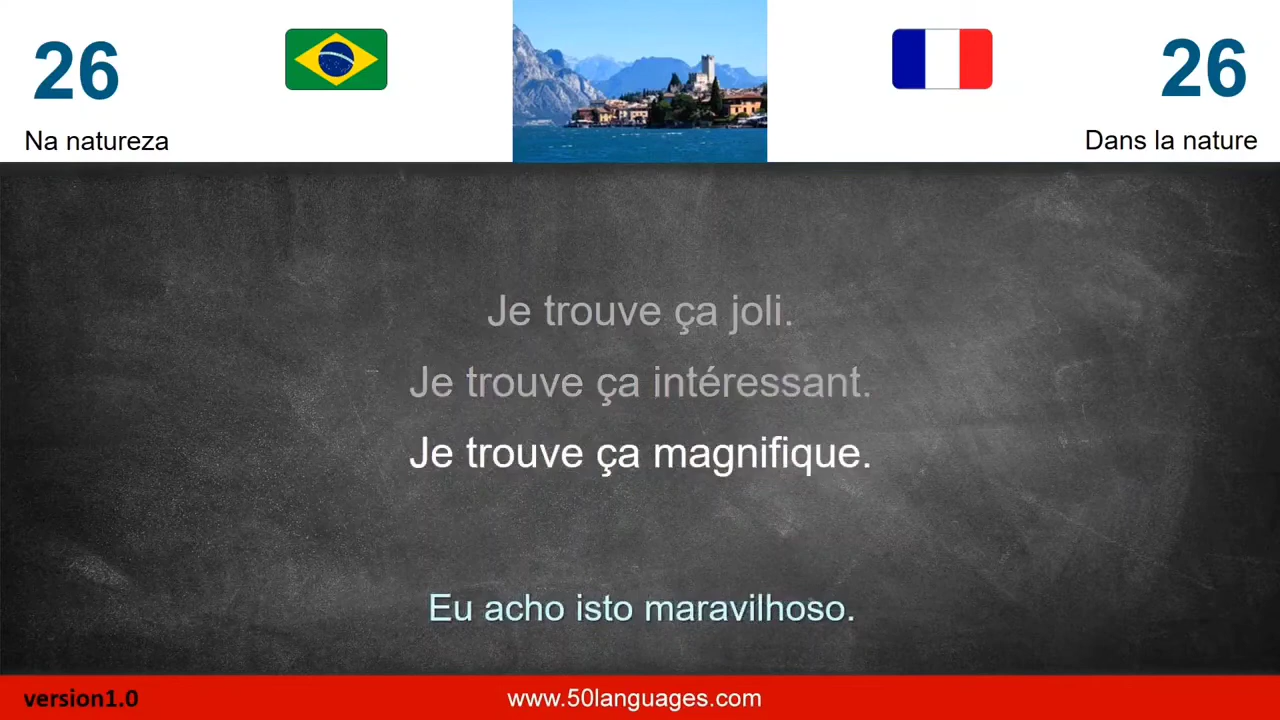 26
26
Na natureza
Dans la nature
Je trouve ça joli.
Je trouve ça intéressant.
Je trouve ça magnifique.
Eu acho isto maravilhoso.
version1.0
www.50languages.com